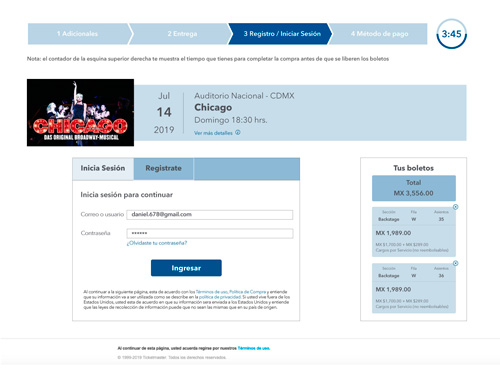 1 Adicionales
2 Entrega
3 Registro / Iniciar Sesión
4 Método de pago
3:45
Nota: el contador de la esquina superior derecha te muestra el tiempo que tienes para completar la compra antes de que se liberen los boletos
CHICAGO
DAS ORIGINAL BROADWAY-MUSICAL
Jul
14
2019
Auditorio Nacional - CDMX
Chicago
Domingo 18:30 hrs.
Ver más detalles
Inicia Sesión
Regístrate
Inicia sesión para continuar
Correo o usuario
daniel.678@gmail.com
Contraseña
••••••
¿Olvidaste tu contraseña?
Ingresar
Al continuar a la siguiente página, esta de acuerdo con los Términos de uso, Política de Compra y entiende
que su información va a ser utilizada como se describe en la política de privacidad. Si usted vive fuera de los
Estados Unidos, usted esta de acuerdo en que su información sera enviada a los Estados Unidos y entiende
que las leyes de recolección de información puede que no sean las mismas que en su país de origen.
Tus boletos
Total
MX 3,556.00
Sección Fila Asientos
Backstage W 35
MX 1,989.00
MX $1,700.00 + MX $289.00
Cargos por Servicio (no reembolsables)
Sección Fila Asientos
Backstage W 36
MX 1,989.00
MX $1,700.00 + MX $289.00
Cargos por Servicio (no reembolsables)
Al continuar de esta página, usted acuerda regirse por nuestros Términos de uso.
© 1999-2019 Ticketmaster. Todos los derechos reservados.